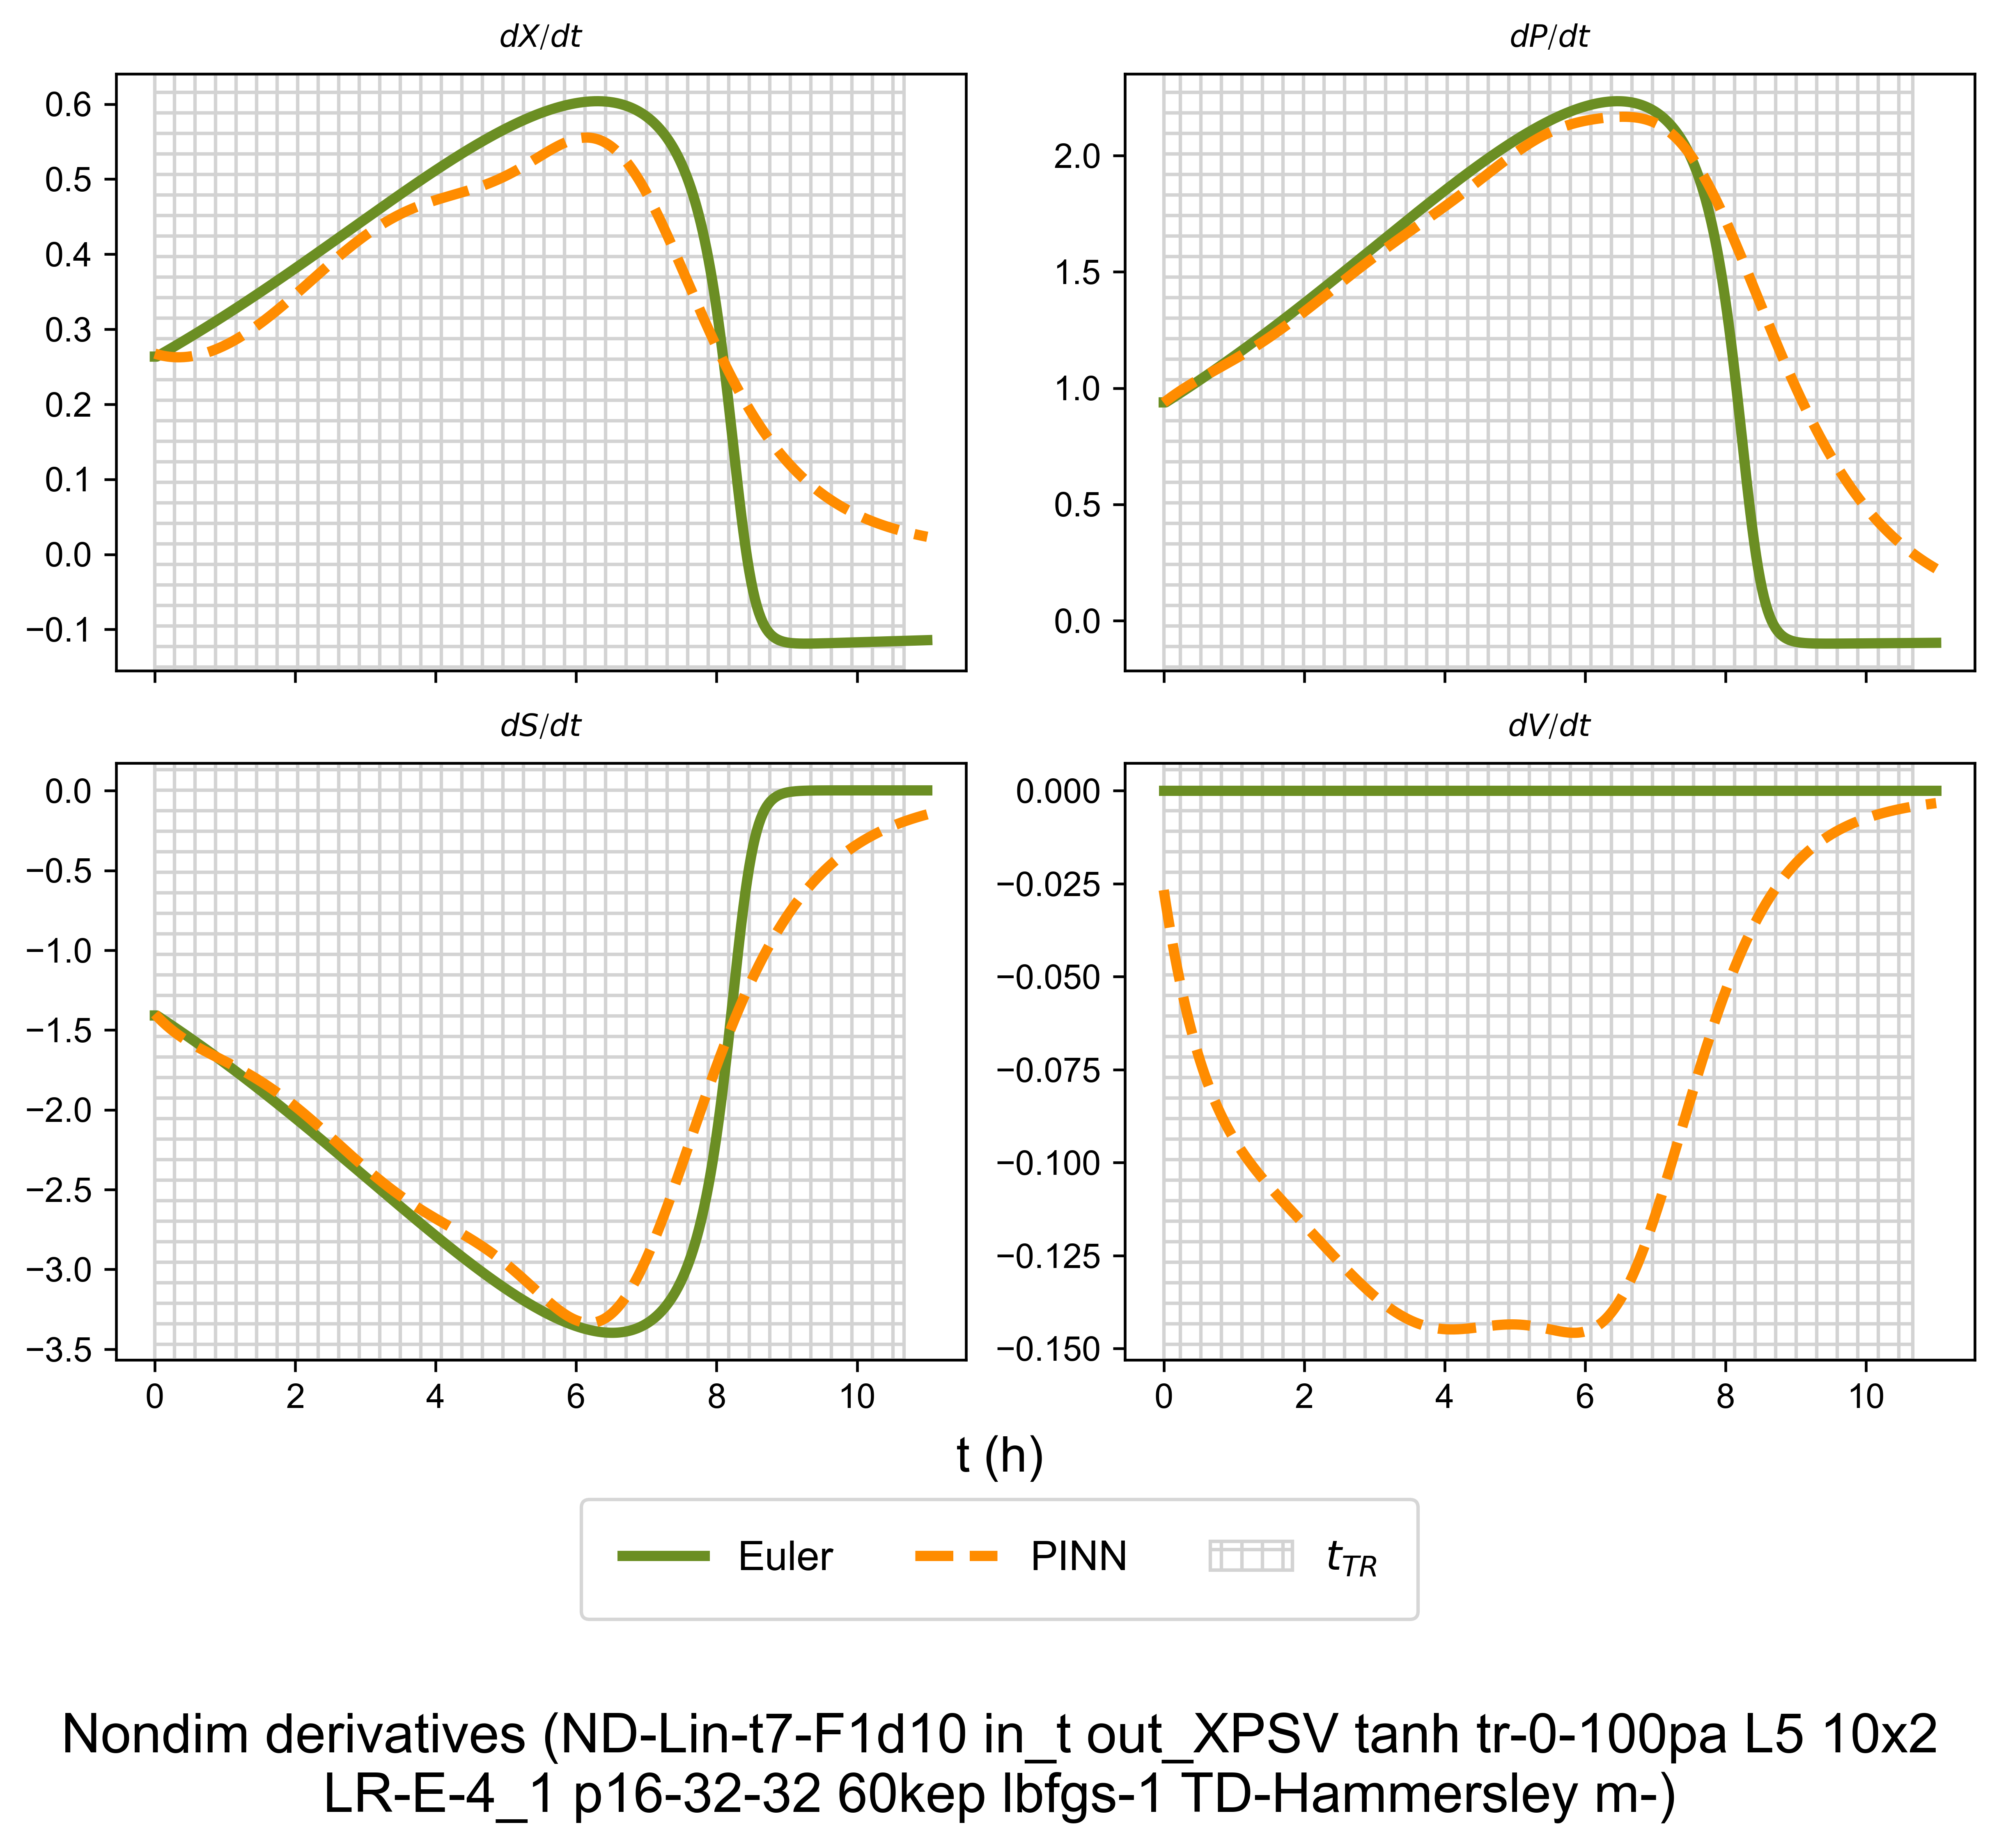 dX/dt
dP/dt
0.6
0.5
0.4
0.3
0.2
0.1
0.0
−0.1
2.0
1.5
1.0
0.5
0.0
dS/dt
dV/dt
0.0
−0.5
−1.0
−1.5
−2.0
−2.5
−3.0
−3.5
0 2 4 6 8 10
0.000
−0.025
−0.050
−0.075
−0.100
−0.125
−0.150
0 2 4 6 8 10
t (h)
Euler PINN t_TR
Nondim derivatives (ND-Lin-t7-F1d10 in_t out_XPSV tanh tr-0-100pa L5 10x2
LR-E-4_1 p16-32-32 60kep lbfgs-1 TD-Hammersley m-)